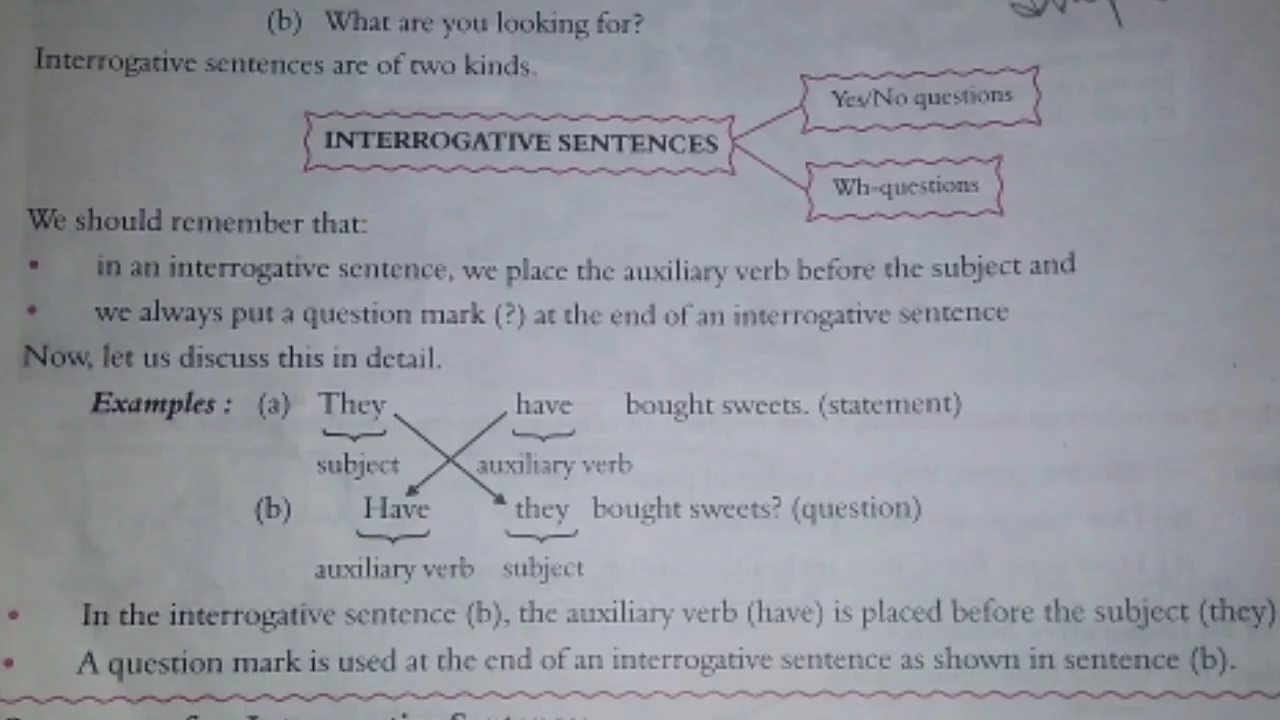 (b) What are you looking for?
Interrogative sentences are of two kinds.
Yes/No questions
INTERROGATIVE SENTENCES
Wh-questions
We should remember that:
• in an interrogative sentence, we place the auxiliary verb before the subject and
• we always put a question mark (?) at the end of an interrogative sentence
Now, let us discuss this in detail.
Examples : (a) They have bought sweets. (statement)
subject auxiliary verb
(b) Have they bought sweets? (question)
auxiliary verb subject
• In the interrogative sentence (b), the auxiliary verb (have) is placed before the subject (they)
• A question mark is used at the end of an interrogative sentence as shown in sentence (b).